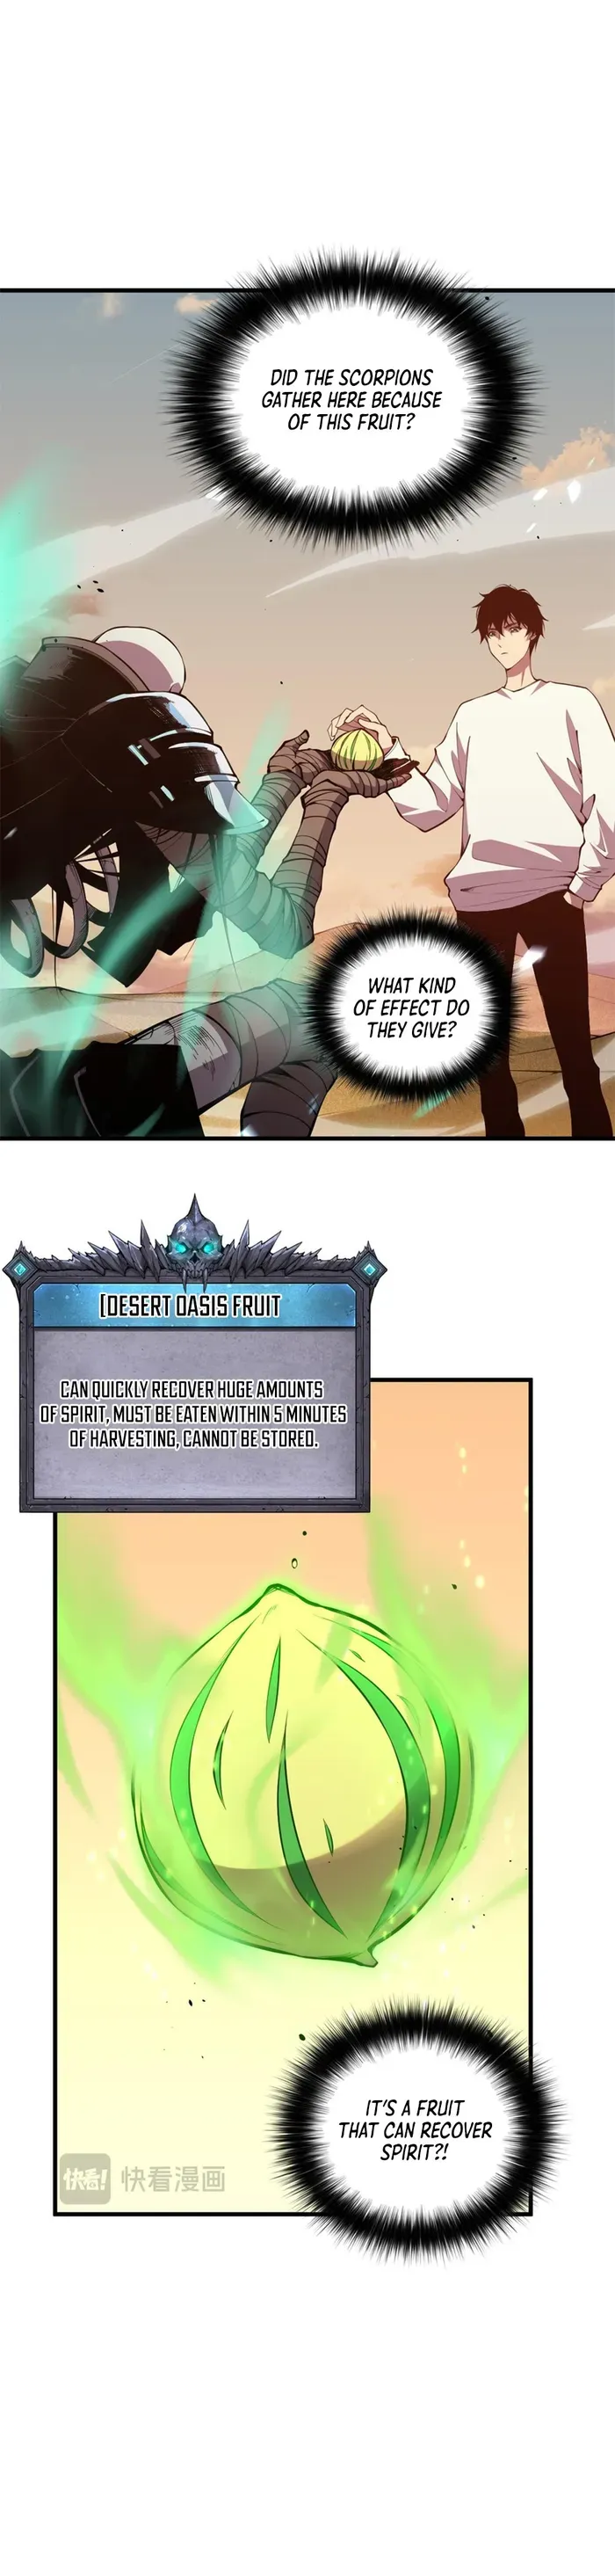 DID THE SCORPIONS
GATHER HERE BECAUSE
OF THIS FRUIT?
WHAT KIND
OF EFFECT DO
THEY GIVE?
[DESERT OASIS FRUIT
CAN QUICKLY RECOVER HUGE AMOUNTS
OF SPIRIT, MUST BE EATEN WITHIN 5 MINUTES
OF HARVESTING, CANNOT BE STORED.
IT'S A FRUIT
THAT CAN RECOVER
SPIRIT?!
快看! 快看漫画